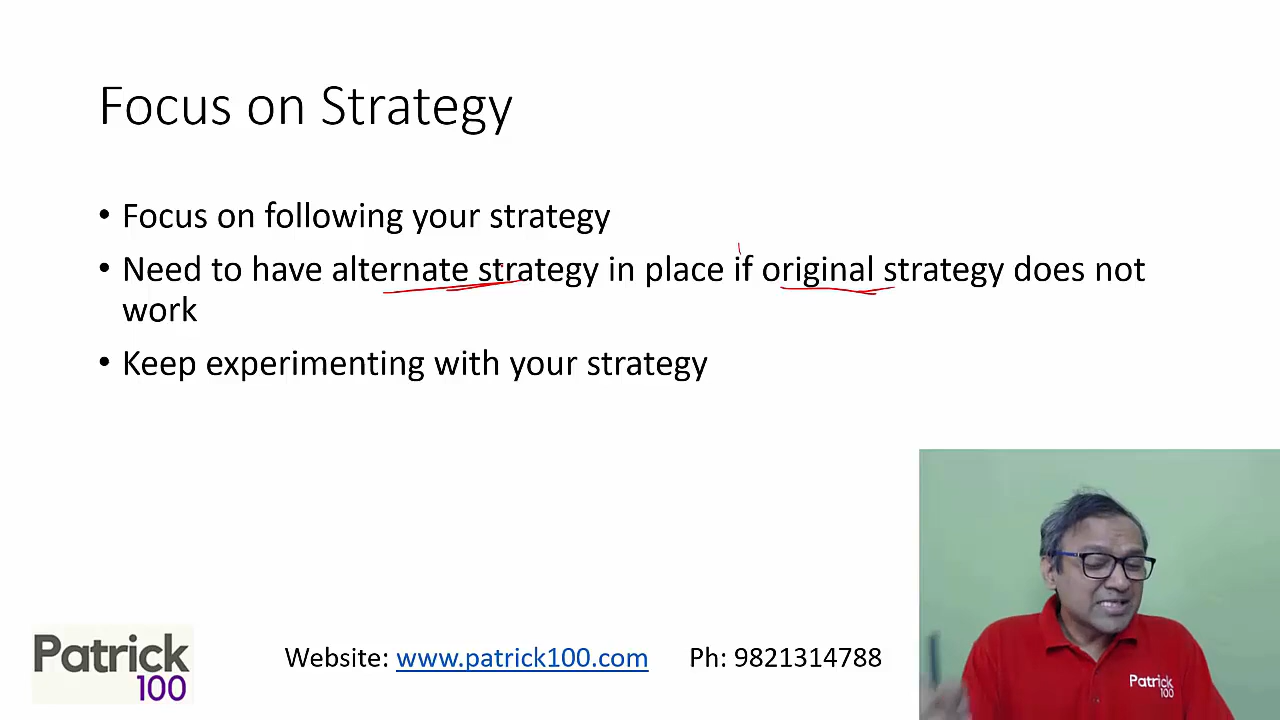 Focus on Strategy
• Focus on following your strategy
• Need to have alternate strategy in place if original strategy does not
work
• Keep experimenting with your strategy
Patrick
100
Website: www.patrick100.com Ph: 9821314788
Patrick
100